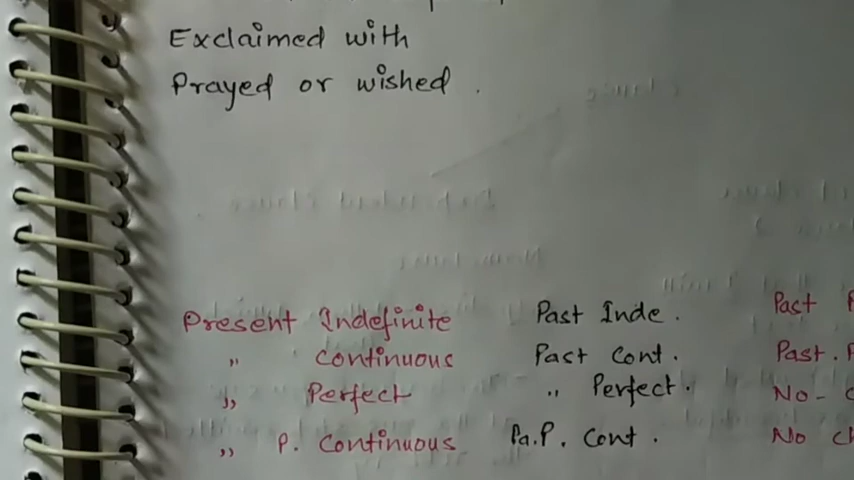 Exclaimed with
Prayed or wished .
Present Indefinite Past Inde . Past
,, Continuous Past Cont . Past .
,, Perfect ,, Perfect . No -
,, P. Continuous Pa.P. Cont . No